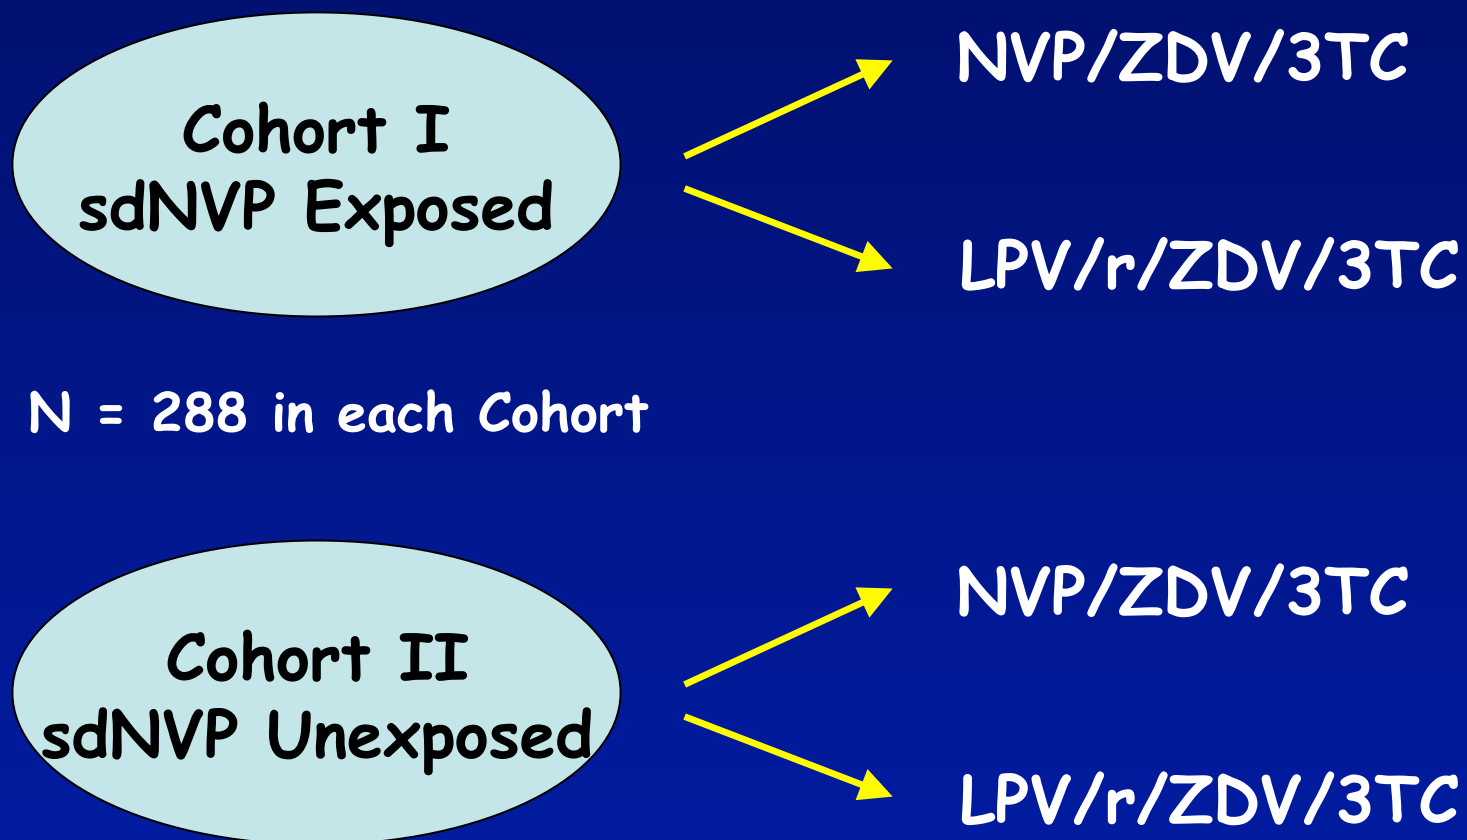 Cohort I
sdNVP Exposed
NVP/ZDV/3TC
LPV/r/ZDV/3TC
N = 288 in each Cohort
Cohort II
sdNVP Unexposed
NVP/ZDV/3TC
LPV/r/ZDV/3TC